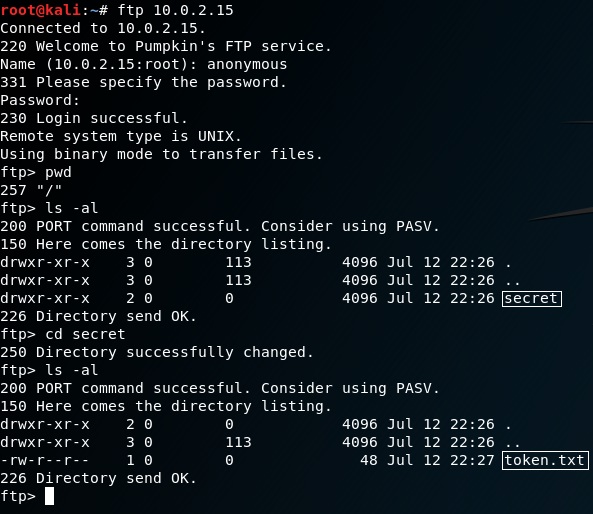 root@kali:~# ftp 10.0.2.15
Connected to 10.0.2.15.
220 Welcome to Pumpkin's FTP service.
Name (10.0.2.15:root): anonymous
331 Please specify the password.
Password:
230 Login successful.
Remote system type is UNIX.
Using binary mode to transfer files.
ftp> pwd
257 "/"
ftp> ls -al
200 PORT command successful. Consider using PASV.
150 Here comes the directory listing.
drwxr-xr-x    3 0        113          4096 Jul 12 22:26 .
drwxr-xr-x    3 0        113          4096 Jul 12 22:26 ..
drwxr-xr-x    2 0        0            4096 Jul 12 22:26 secret
226 Directory send OK.
ftp> cd secret
250 Directory successfully changed.
ftp> ls -al
200 PORT command successful. Consider using PASV.
150 Here comes the directory listing.
drwxr-xr-x    2 0        0            4096 Jul 12 22:26 .
drwxr-xr-x    3 0        113          4096 Jul 12 22:26 ..
-rw-r--r--    1 0        0              48 Jul 12 22:27 token.txt
226 Directory send OK.
ftp>